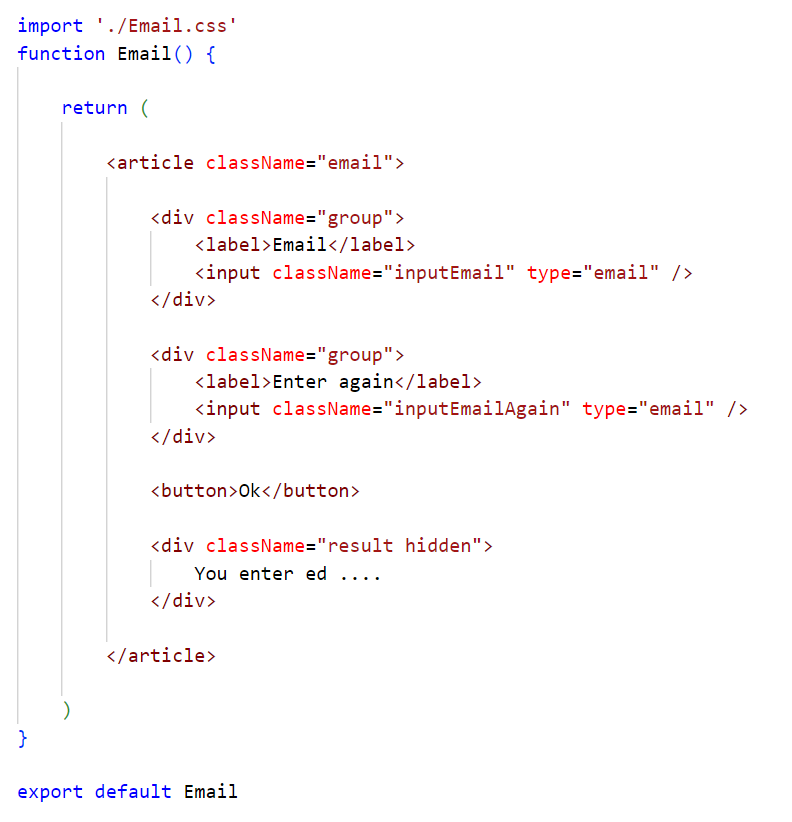 import './Email.css'
function Email() {
return (
<article className="email">
<div className="group">
<label>Email</label>
<input className="inputEmail" type="email" />
</div>
<div className="group">
<label>Enter again</label>
<input className="inputEmailAgain" type="email" />
</div>
<button>Ok</button>
<div className="result hidden">
You enter ed ....
</div>
</article>
)
}
export default Email